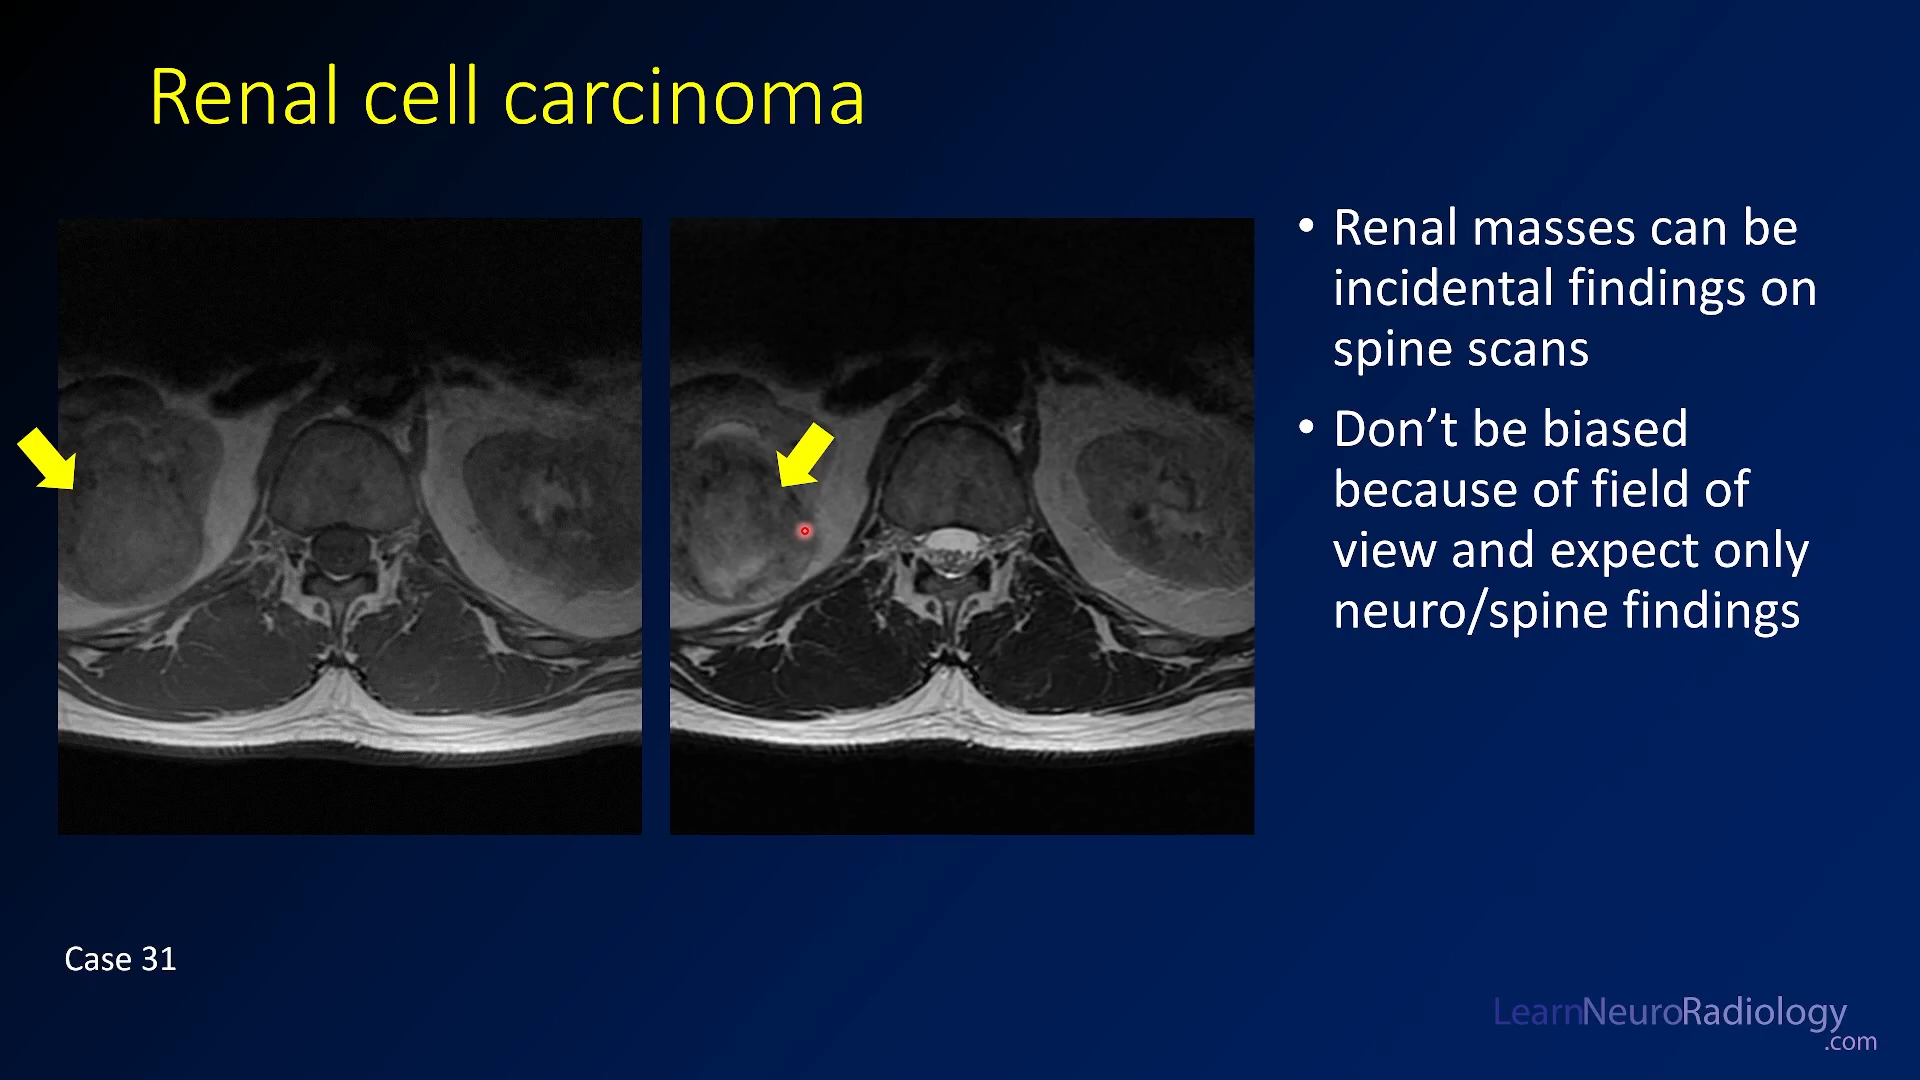 Renal cell carcinoma
• Renal masses can be
incidental findings on
spine scans
• Don’t be biased
because of field of
view and expect only
neuro/spine findings
Case 31
LearnNeuroRadiology
.com